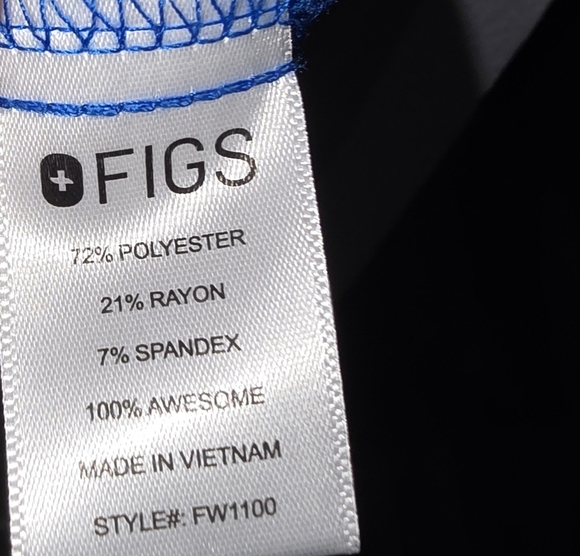 FIGS
72% POLYESTER
21% RAYON
7% SPANDEX
100% AWESOME
MADE IN VIETNAM
STYLE#: FW1100